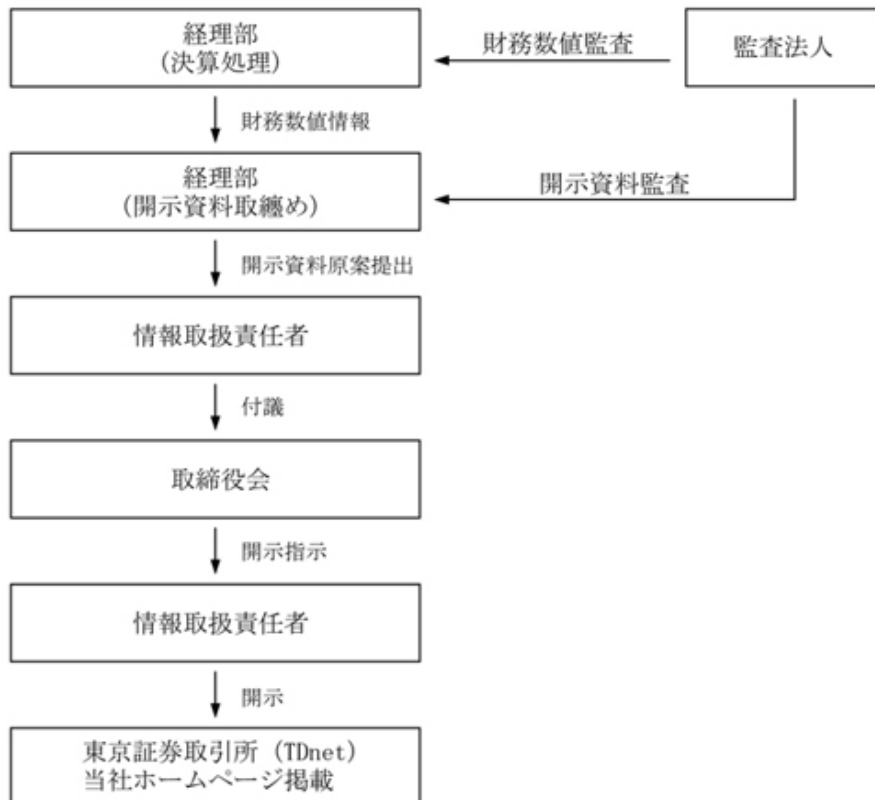 経理部
(決算処理)
財務数値監査
監査法人
財務数値情報
経理部
(開示資料取纏め)
開示資料監査
開示資料原案提出
情報取扱責任者
付議
取締役会
開示指示
情報取扱責任者
開示
東京証券取引所 (TDnet)
当社ホームページ掲載